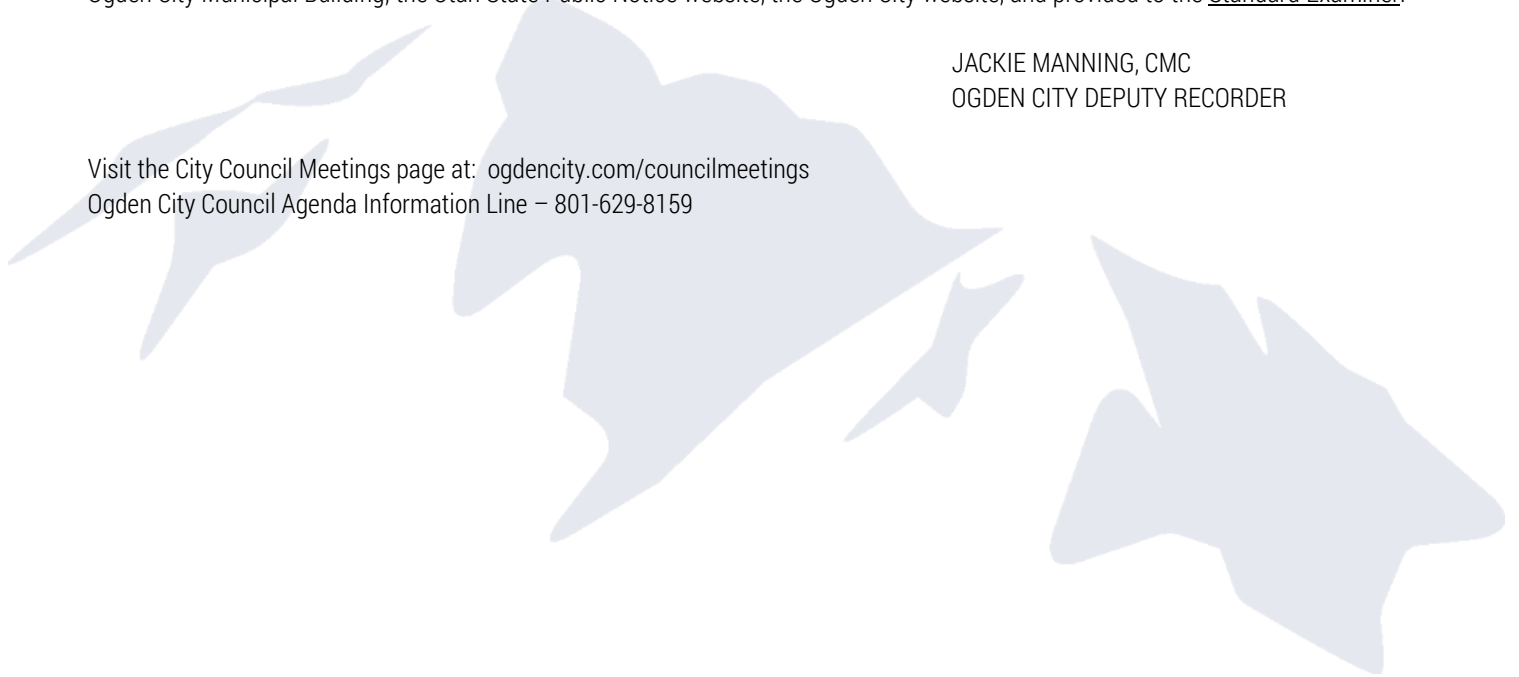 Ogden City Municipal Building, the Utah State Public Notice website, the Ogden City website, and provided to the Standard-Examiner.
JACKIE MANNING, CMC
OGDEN CITY DEPUTY RECORDER
Visit the City Council Meetings page at: ogdencity.com/councilmeetings
Ogden City Council Agenda Information Line – 801-629-8159